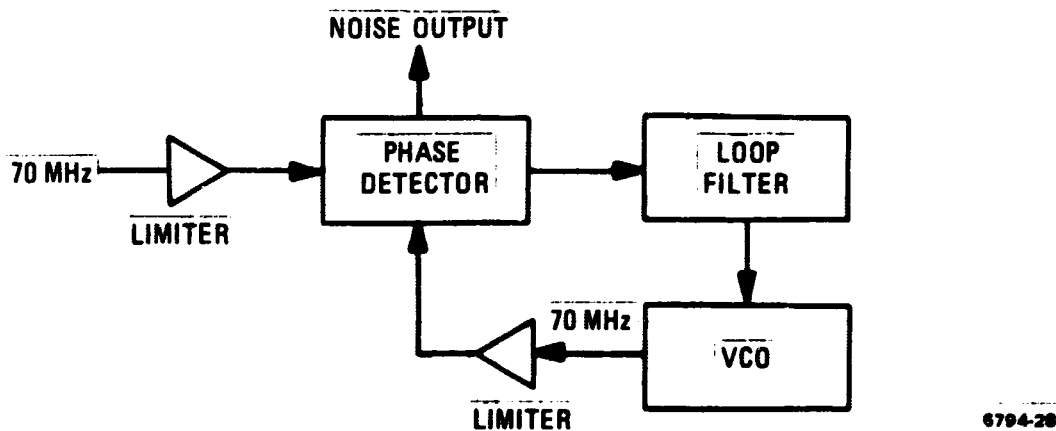 NOISE OUTPUT
70 MHz
LIMITER
PHASE
DETECTOR
LOOP
FILTER
70 MHz
LIMITER
VCO
6794-28